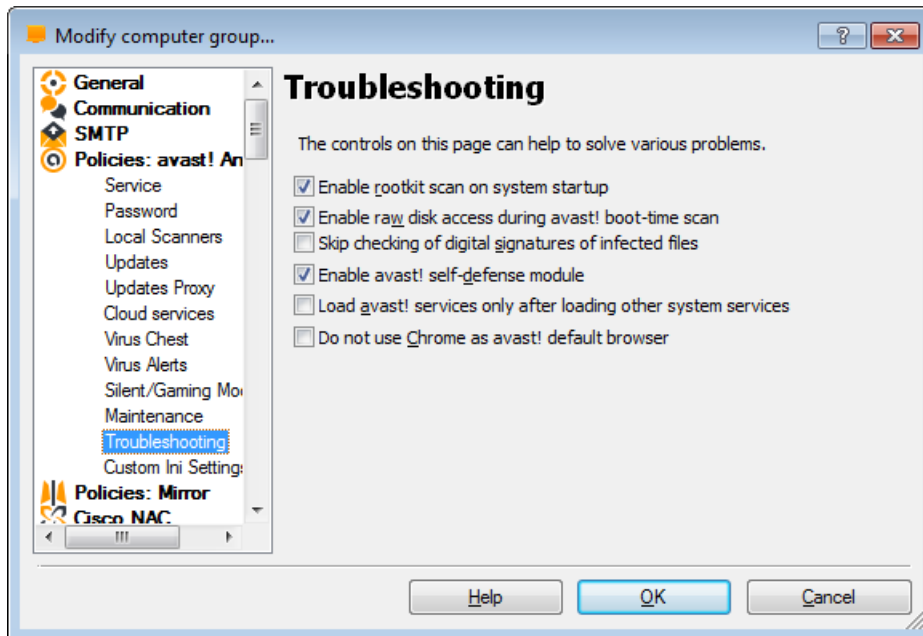 Modify computer group...
General
Communication
SMTP
Policies: avast! An
Service
Password
Local Scanners
Updates
Updates Proxy
Cloud services
Virus Chest
Virus Alerts
Silent/Gaming Mo
Maintenance
Troubleshooting
Custom Ini Settings
Policies: Mirror
Cisco NAC
Troubleshooting
The controls on this page can help to solve various problems.
Enable rootkit scan on system startup
Enable raw disk access during avast! boot-time scan
Skip checking of digital signatures of infected files
Enable avast! self-defense module
Load avast! services only after loading other system services
Do not use Chrome as avast! default browser
Help
OK
Cancel